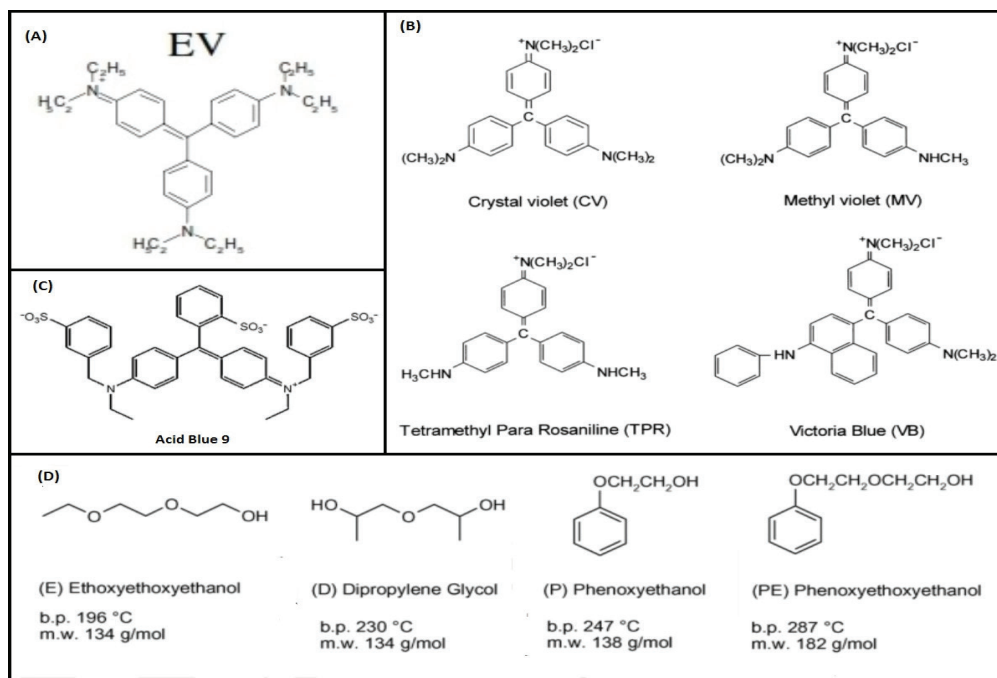 (A)
EV
C₂H₅
N⁺
H₅C₂
C₂H₅
N
C₂H₅
N
H₅C₂
C₂H₅
(B)
⁺N(CH₃)₂Cl⁻
C
(CH₃)₂N
N(CH₃)₂
Crystal violet (CV)
⁺N(CH₃)₂Cl⁻
C
(CH₃)₂N
NHCH₃
Methyl violet (MV)
⁺N(CH₃)₂Cl⁻
C
H₃CHN
NHCH₃
Tetramethyl Para Rosaniline (TPR)
⁺N(CH₃)₂Cl⁻
C
HN
N(CH₃)₂
Victoria Blue (VB)
(C)
⁻O₃S
SO₃⁻
SO₃⁻
N
N⁺
Acid Blue 9
(D)
O
O
OH
(E) Ethoxyethoxyethanol
b.p. 196 °C
m.w. 134 g/mol
HO
O
OH
(D) Dipropylene Glycol
b.p. 230 °C
m.w. 134 g/mol
OCH₂CH₂OH
(P) Phenoxyethanol
b.p. 247 °C
m.w. 138 g/mol
OCH₂CH₂OCH₂CH₂OH
(PE) Phenoxyethoxyethanol
b.p. 287 °C
m.w. 182 g/mol